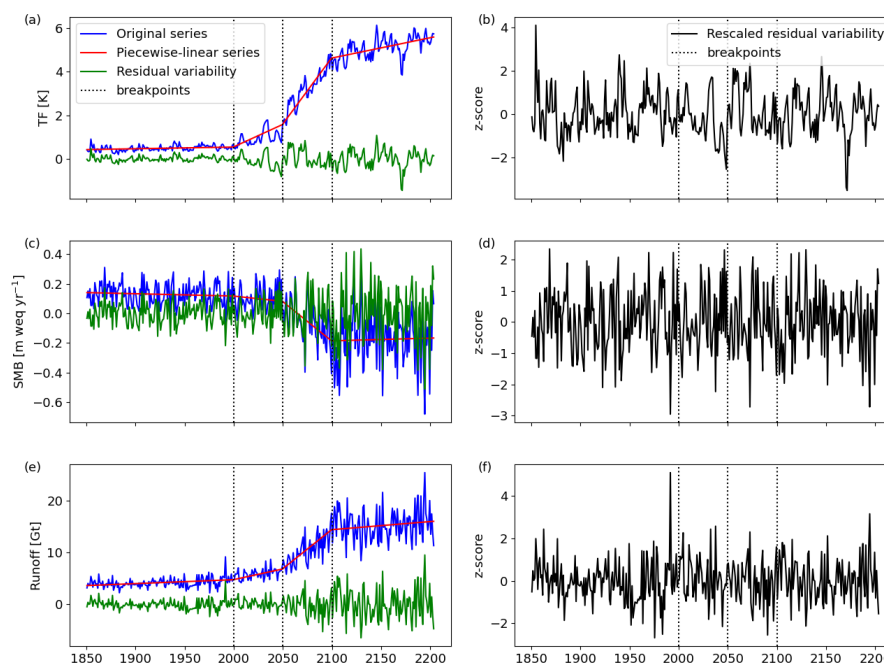 (a)
6
4
2
0
TF [K]
Original series
Piecewise-linear series
Residual variability
breakpoints
(b)
4
2
0
−2
z-score
Rescaled residual variability
breakpoints
(c)
0.4
0.2
0.0
−0.2
−0.4
−0.6
SMB [m weq yr⁻¹]
(d)
2
1
0
−1
−2
−3
z-score
(e)
20
10
0
Runoff [Gt]
1850 1900 1950 2000 2050 2100 2150 2200
(f)
4
2
0
−2
z-score
1850 1900 1950 2000 2050 2100 2150 2200